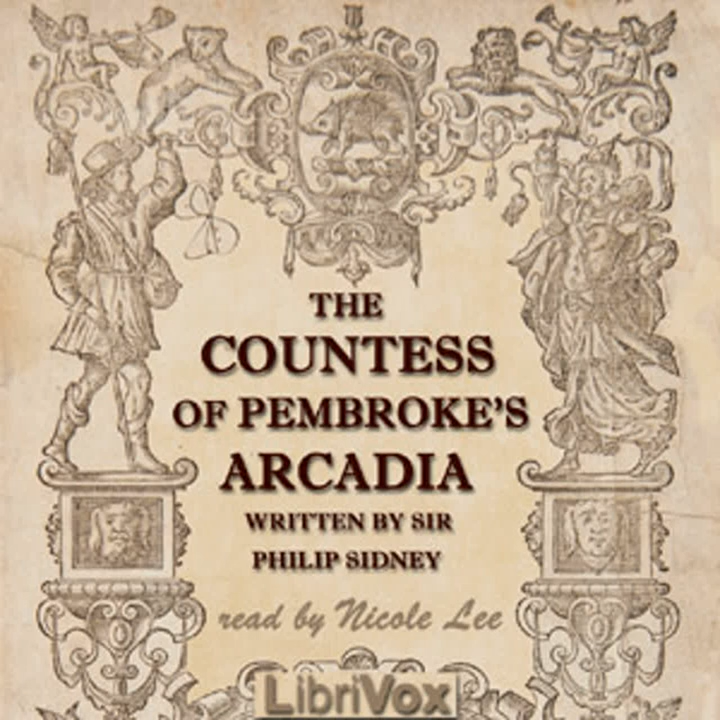 THE
COUNTESS
OF PEMBROKE'S
ARCADIA
WRITTEN BY SIR
PHILIP SIDNEY
read by Nicole Lee
LibriVox